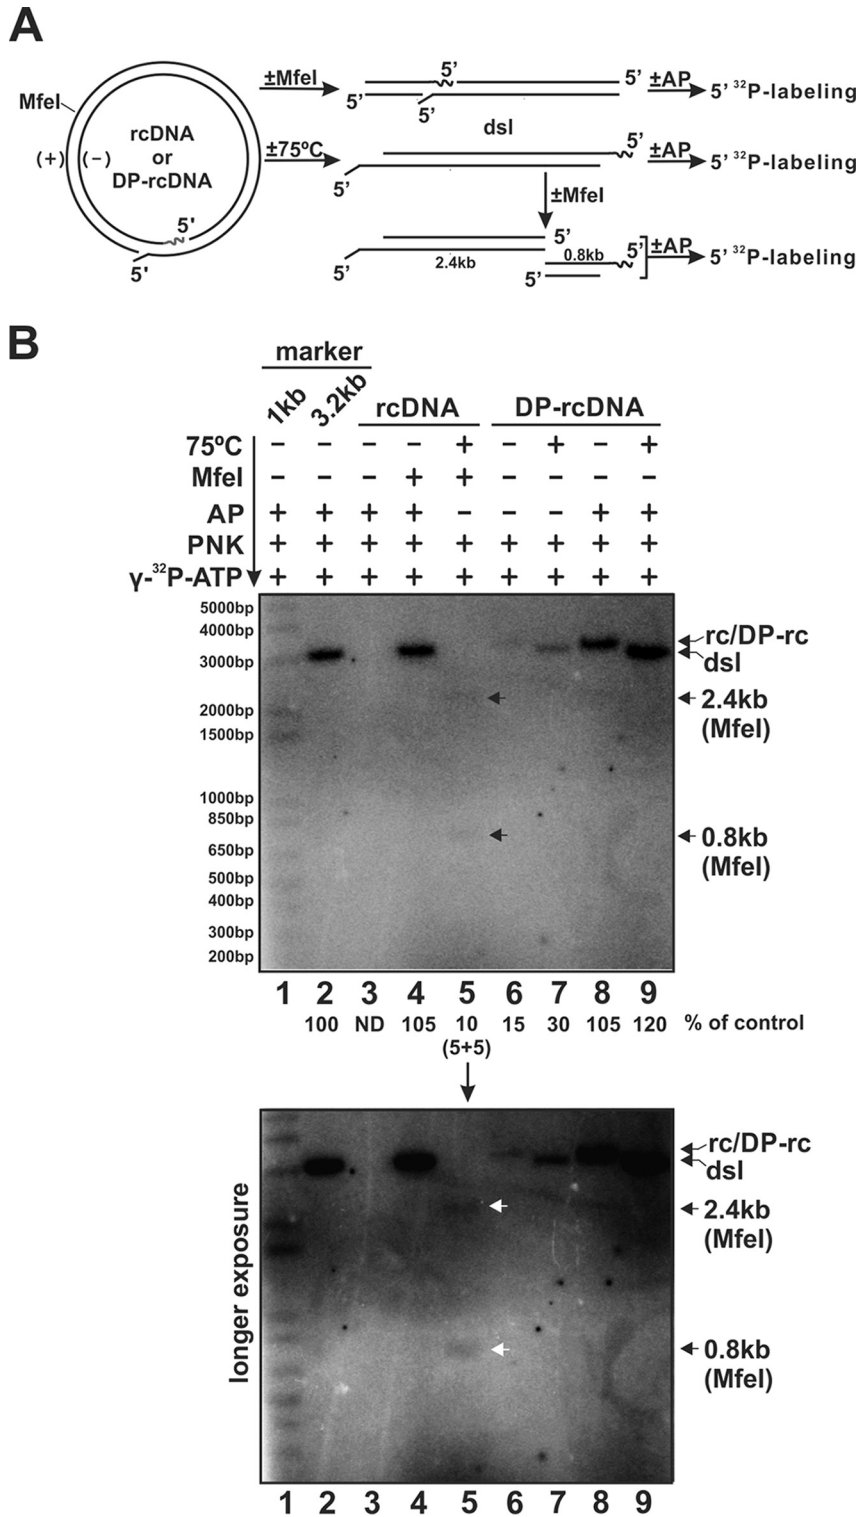 A
MfeI
(+)
(-)
rcDNA
or
DP-rcDNA
5'
5'
±MfeI
5'
5'
5'
5'
±AP
5' ³²P-labeling
dsl
±75ºC
5'
5'
±AP
5' ³²P-labeling
±MfeI
5'
5'
2.4kb
0.8kb
5'
5'
±AP
5' ³²P-labeling
B
marker
1kb
3.2kb
rcDNA
DP-rcDNA
75ºC − − − − + − + − +
MfeI − − − + + − − − −
AP + + + + − − − + +
PNK + + + + + + + + +
γ-³²P-ATP + + + + + + + + +
5000bp
4000bp
3000bp
2000bp
1500bp
1000bp
850bp
650bp
500bp
400bp
300bp
200bp
rc/DP-rc
dsl
2.4kb
(MfeI)
0.8kb
(MfeI)
1 2 3 4 5 6 7 8 9
100 ND 105 10 15 30 105 120 % of control
(5+5)
longer exposure
rc/DP-rc
dsl
2.4kb
(MfeI)
0.8kb
(MfeI)
1 2 3 4 5 6 7 8 9